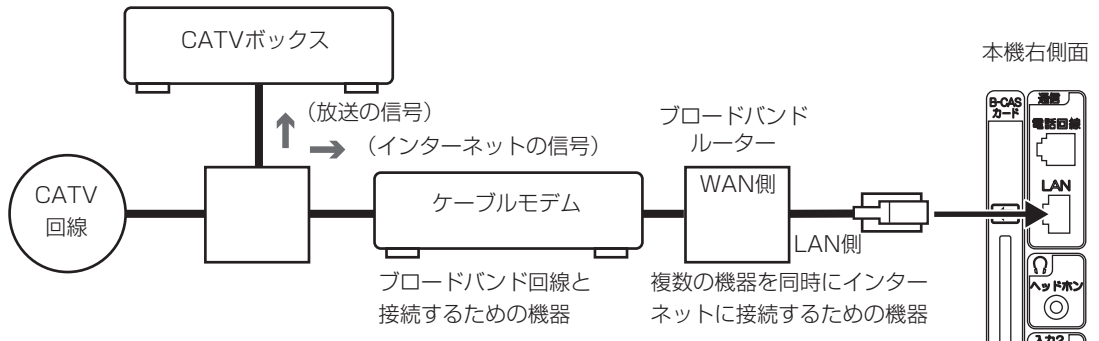 CATVボックス
本機右側面
(放送の信号)
(インターネットの信号)
ブロードバンド
ルーター
B-CAS
カード
通信
電話回線
CATV
回線
ケーブルモデム
WAN側
LAN側
LAN
ブロードバンド回線と
接続するための機器
複数の機器を同時にインター
ネットに接続するための機器
ヘッドホン
入力2